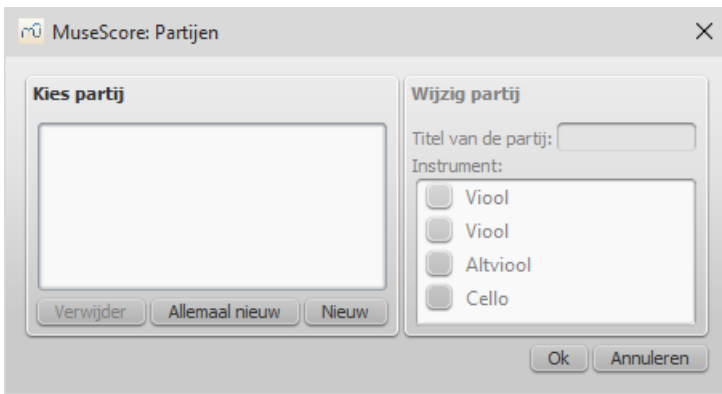 MuseScore: Partijen
Kies partij
Verwijder
Allemaal nieuw
Nieuw
Wijzig partij
Titel van de partij:
Instrument:
Viool
Viool
Altviool
Cello
Ok
Annuleren